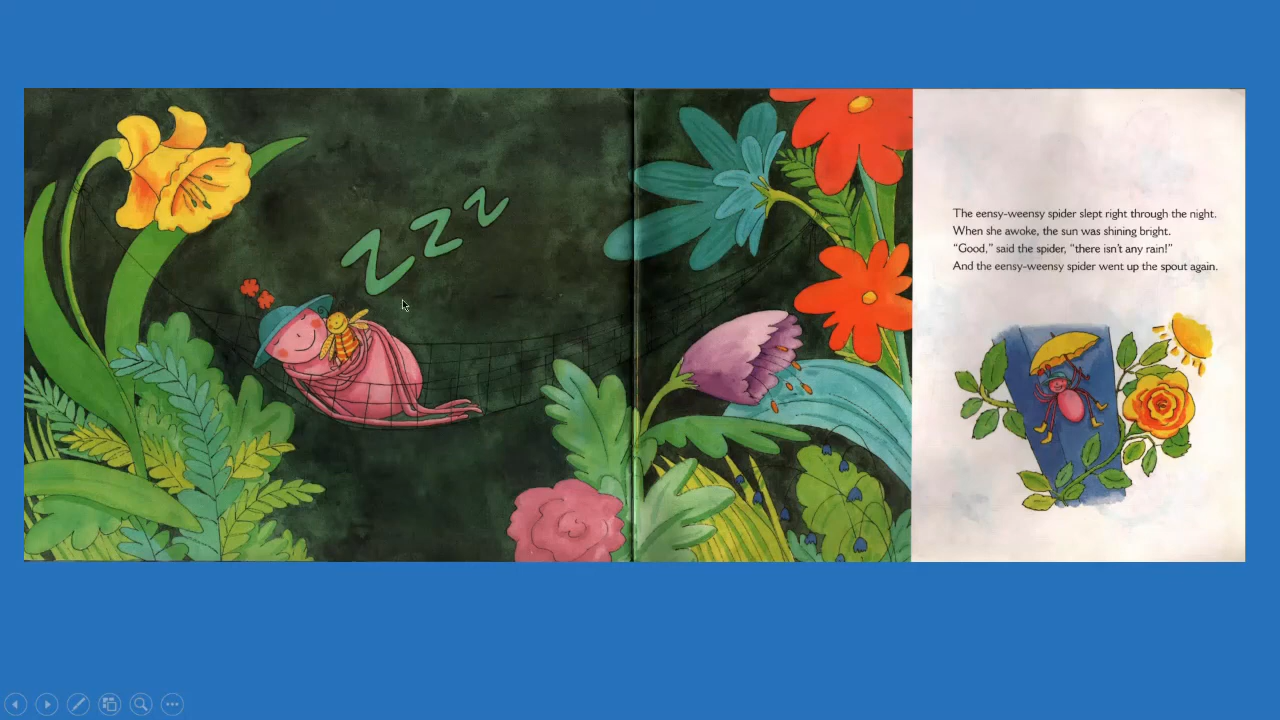 z z z
The eensy-weensy spider slept right through the night.
When she awoke, the sun was shining bright.
“Good,” said the spider, “there isn’t any rain!”
And the eensy-weensy spider went up the spout again.